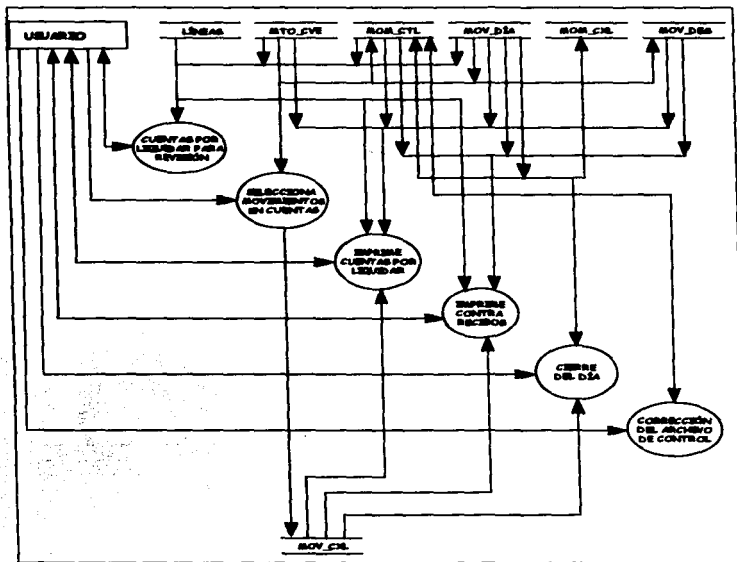 USUARIO
LÍNEAS
MTO_CVE
MOM_CTL
MOV_DÍA
MOM_CXL
MOV_DEG
CUENTAS POR
LIQUIDAR PARA
REVISIÓN
SELECCIONA
MOVIMIENTOS
EN CUENTAS
IMPRIME
CUENTAS POR
LIQUIDAR
IMPRIME
CONTRA
RECIBOS
CIERRE
DEL DÍA
CORRECCIÓN
DEL ARCHIVO
DE CONTROL
MOV_CXL